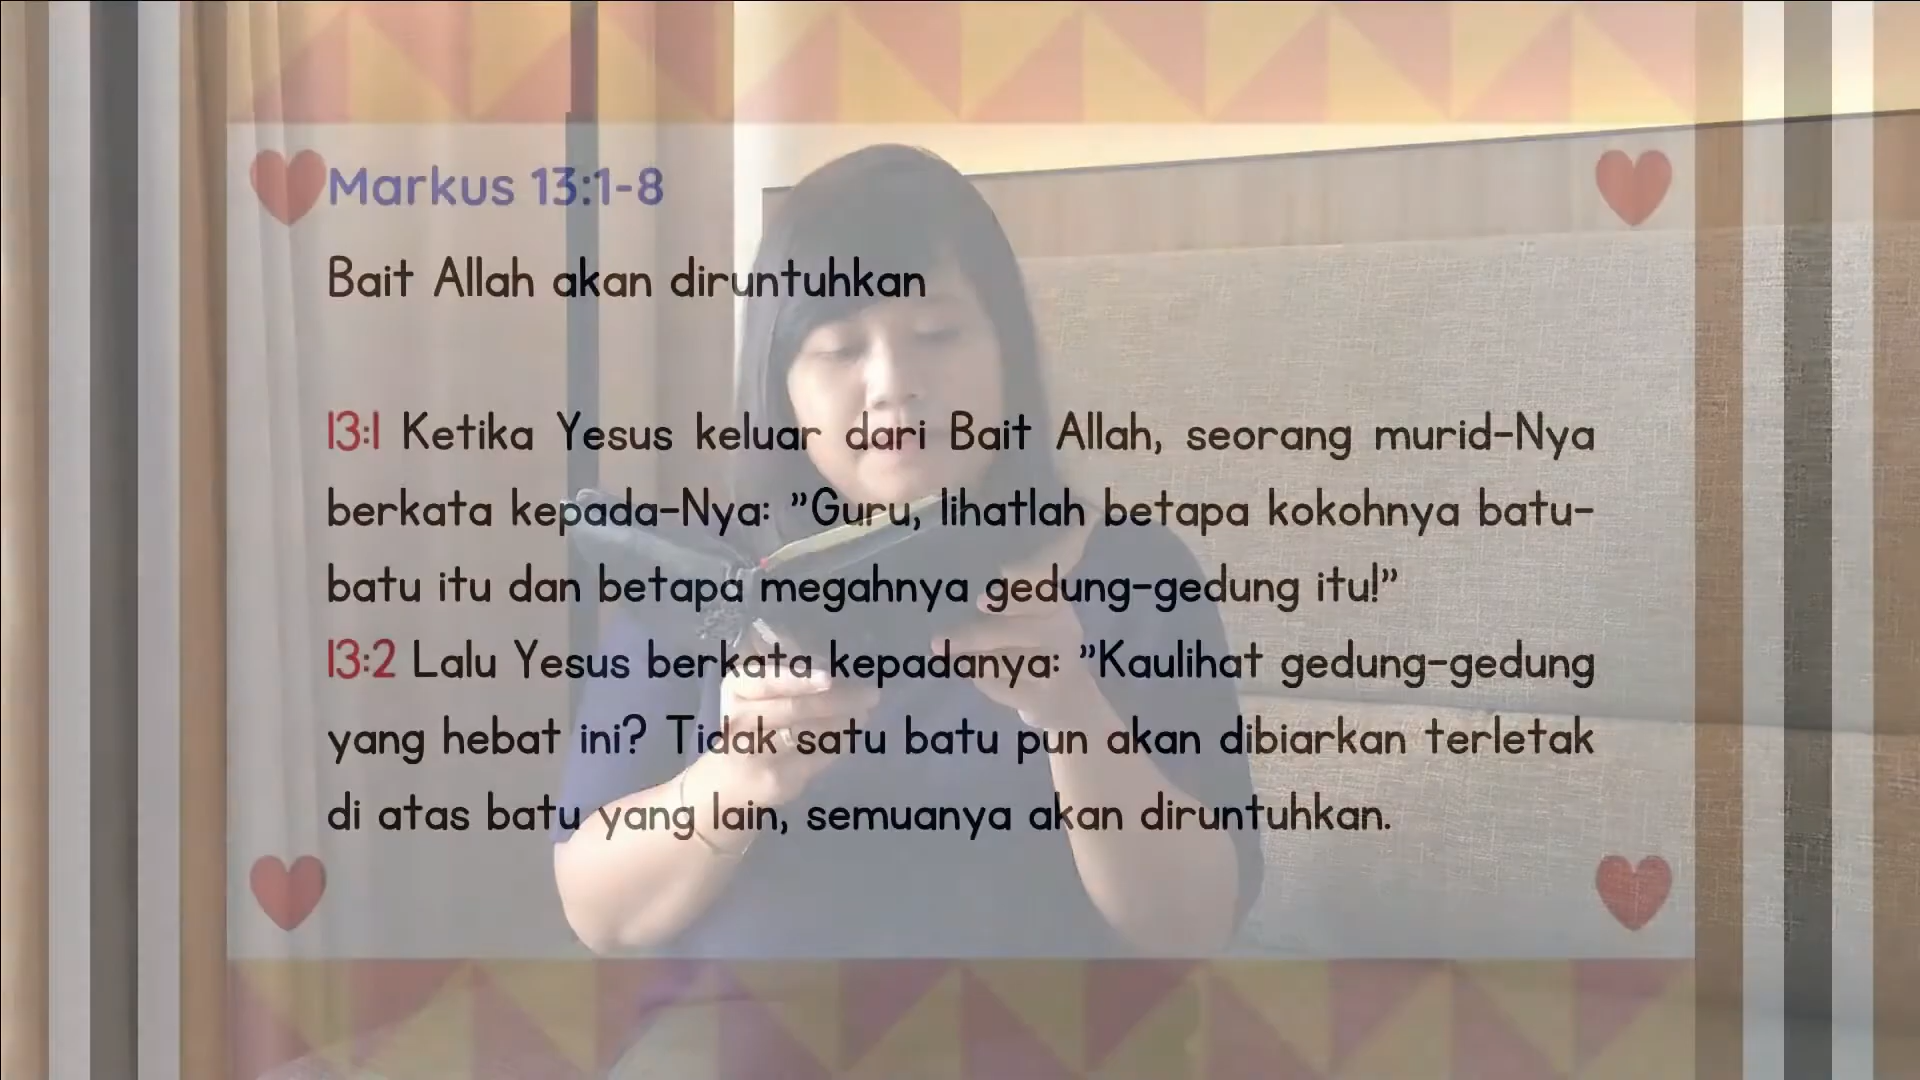 Markus 13:1-8
Bait Allah akan diruntuhkan
13:1 Ketika Yesus keluar dari Bait Allah, seorang murid-Nya
berkata kepada-Nya: ”Guru, lihatlah betapa kokohnya batu-
batu itu dan betapa megahnya gedung-gedung itu!”
13:2 Lalu Yesus berkata kepadanya: ”Kaulihat gedung-gedung
yang hebat ini? Tidak satu batu pun akan dibiarkan terletak
di atas batu yang lain, semuanya akan diruntuhkan.